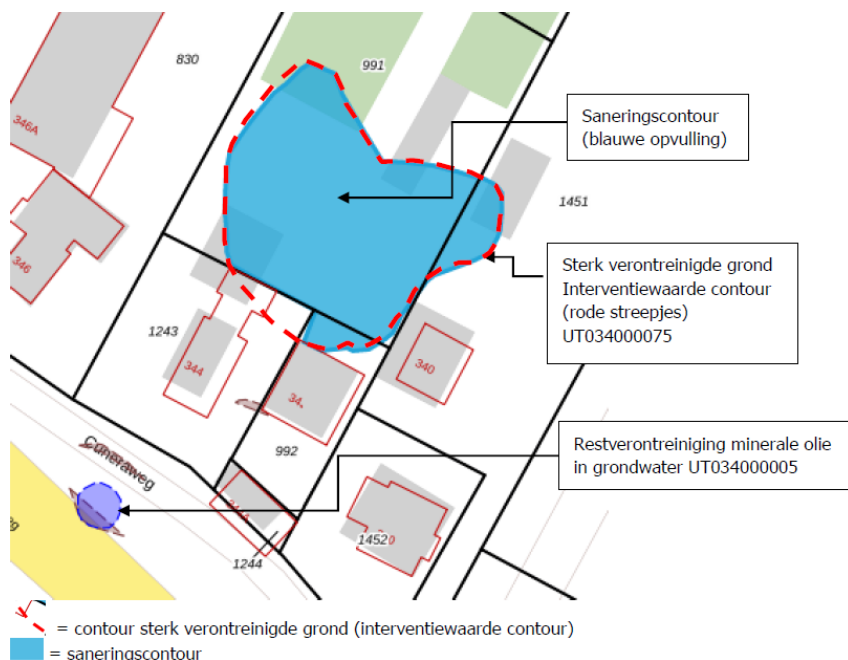 830
991
346A
Saneringscontour
(blauwe opvulling)
1451
346
Sterk verontreinigde grond
Interventiewaarde contour
(rode streepjes)
UT034000075
1243
344
340
34.
Restverontreiniging minerale olie
in grondwater UT034000005
Cuneraweg
992
1452
1244
= contour sterk verontreinigde grond (interventiewaarde contour)
= saneringscontour